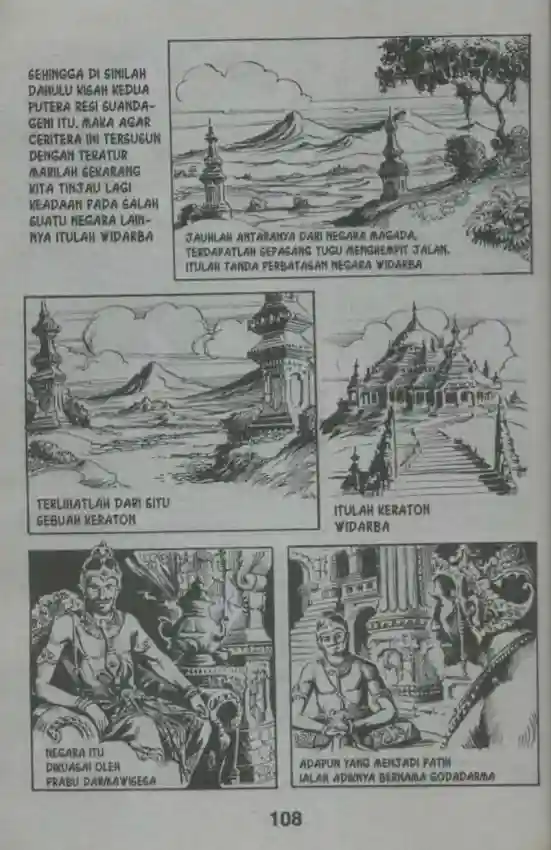 SEHINGGA DI SINILAH
DAHULU KISAH KEDUA
PUTERA RESI SUANDA-
GENI ITU. MAKA AGAR
CERITERA INI TERSUSUN
DENGAN TERATUR
MARILAH SEKARANG
KITA TINJAU LAGI
KEADAAN PADA SALAH
SUATU NEGARA LAIN-
NYA ITULAH WIDARBA
JAUHLAH ANTARANYA DARI NEGARA MAGADA.
TERDAPATLAH SEPASANG TUGU MENGHEMPIT JALAN.
ITULAH TANDA PERBATASAN NEGARA WIDARBA
TERLIHATLAH DARI SITU
SEBUAH KERATON
ITULAH KERATON
WIDARBA
NEGARA ITU
DIKUASAI OLEH
PRABU DARMAWISESA
ADAPUN YANG MENJADI PATIH
IALAH ADIKNYA BERNAMA GODADARMA
108